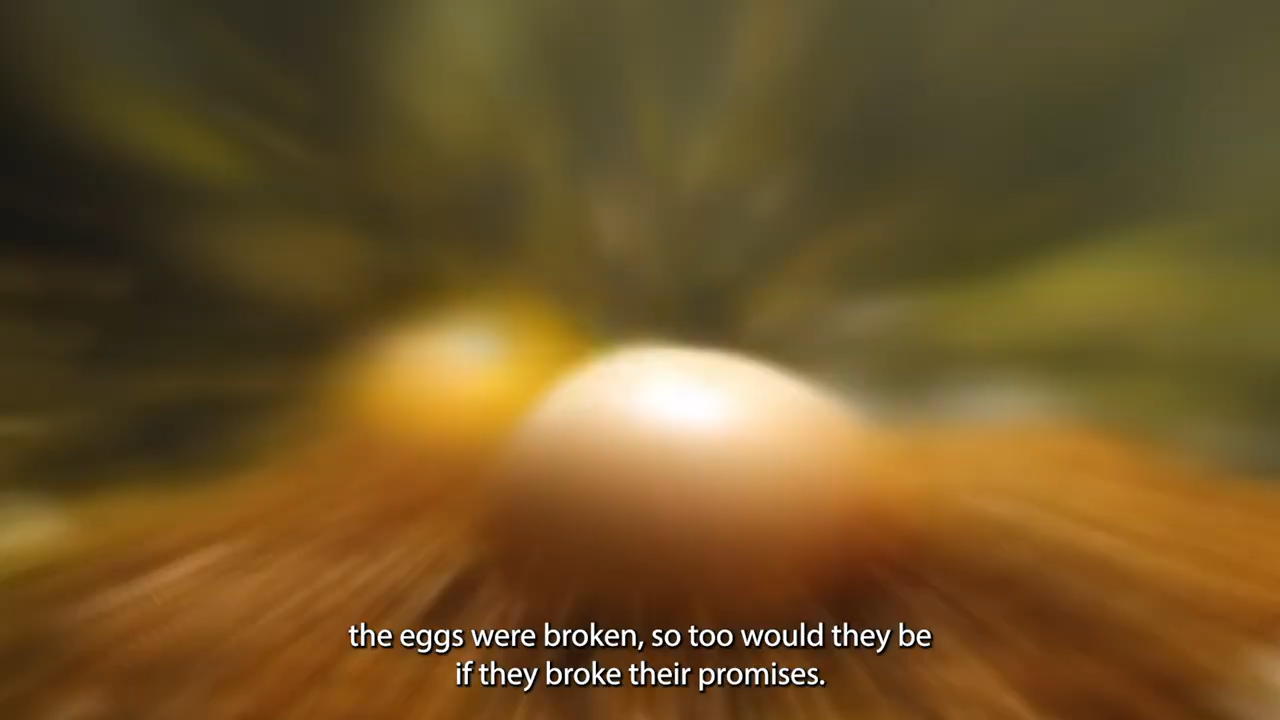 the eggs were broken, so too would they be
if they broke their promises.